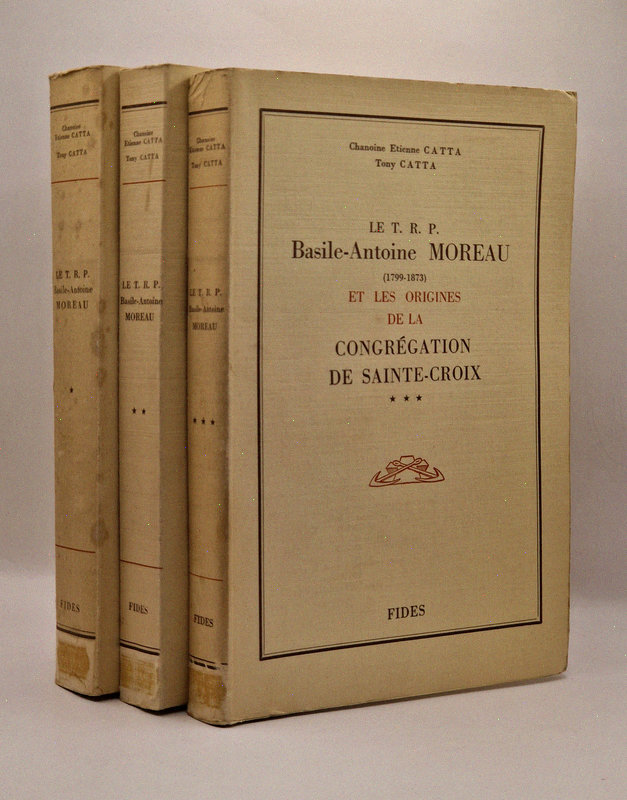 Chanoine
Etienne CATTA
Tony CATTA
LE T. R. P.
Basile-Antoine
MOREAU
★
FIDES
Chanoine
Etienne CATTA
Tony CATTA
LE T. R. P.
Basile-Antoine
MOREAU
★ ★
FIDES
Chanoine
Etienne CATTA
Tony CATTA
LE T. R. P.
Basile-Antoine
MOREAU
★ ★ ★
FIDES
Chanoine Etienne CATTA
Tony CATTA
LE T. R. P.
Basile-Antoine MOREAU
(1799-1873)
ET LES ORIGINES
DE LA
CONGRÉGATION
DE SAINTE-CROIX
★ ★ ★
FIDES